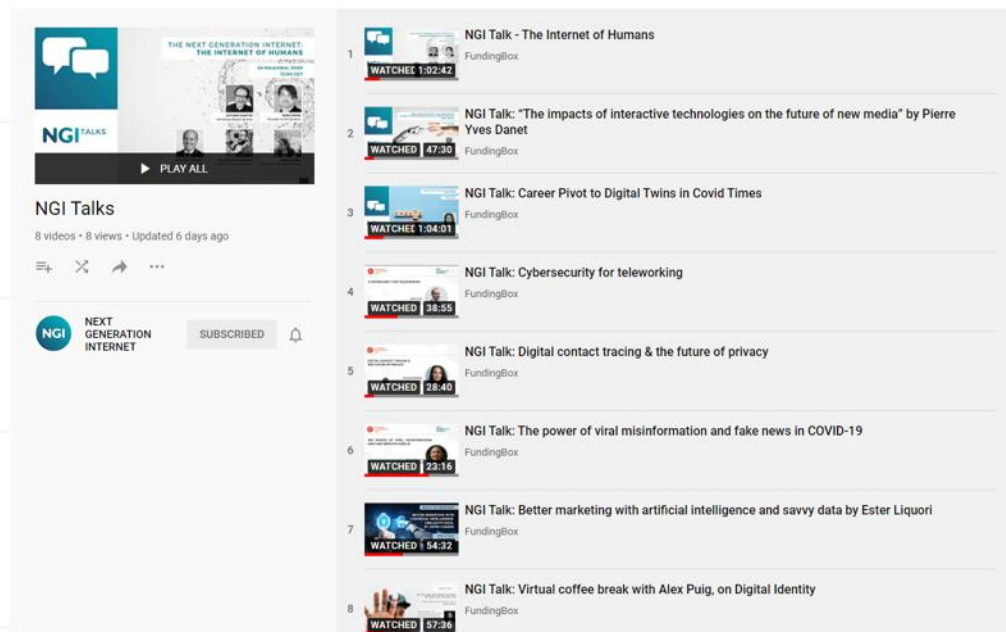 THE NEXT GENERATION INTERNET:
THE INTERNET OF HUMANS
NGI TALKS
PLAY ALL
NGI Talks
8 videos • 8 views • Updated 6 days ago
NGI
NEXT
GENERATION
INTERNET
SUBSCRIBED
1
WATCHED 1:02:42
NGI Talk - The Internet of Humans
FundingBox
2
WATCHED 47:30
NGI Talk: “The impacts of interactive technologies on the future of new media” by Pierre
Yves Danet
FundingBox
3
WATCHED 1:04:01
NGI Talk: Career Pivot to Digital Twins in Covid Times
FundingBox
4
WATCHED 38:55
NGI Talk: Cybersecurity for teleworking
FundingBox
5
WATCHED 28:40
NGI Talk: Digital contact tracing & the future of privacy
FundingBox
6
WATCHED 23:16
NGI Talk: The power of viral misinformation and fake news in COVID-19
FundingBox
7
WATCHED 54:32
NGI Talk: Better marketing with artificial intelligence and savvy data by Ester Liquori
FundingBox
8
WATCHED 57:36
NGI Talk: Virtual coffee break with Alex Puig, on Digital Identity
FundingBox